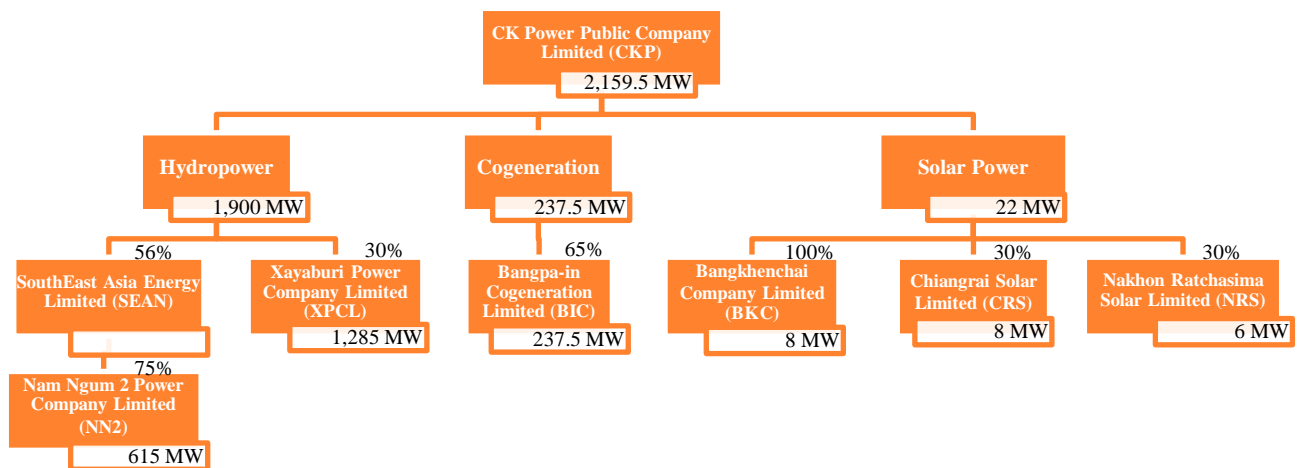 CK Power Public Company
Limited (CKP)
2,159.5 MW
Hydropower
1,900 MW
Cogeneration
237.5 MW
Solar Power
22 MW
56%
SouthEast Asia Energy
Limited (SEAN)
30%
Xayaburi Power
Company Limited
(XPCL)
1,285 MW
65%
Bangpa-in
Cogeneration
Limited (BIC)
237.5 MW
100%
Bangkhenchai
Company Limited
(BKC)
8 MW
30%
Chiangrai Solar
Limited (CRS)
8 MW
30%
Nakhon Ratchasima
Solar Limited (NRS)
6 MW
75%
Nam Ngum 2 Power
Company Limited
(NN2)
615 MW